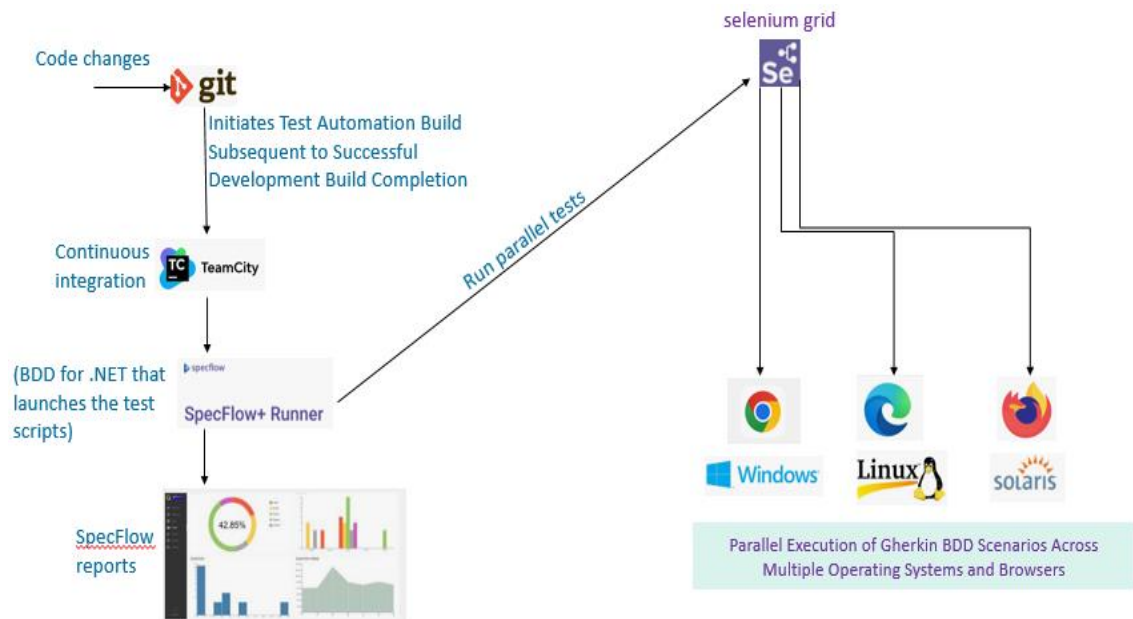 selenium grid
Se
Code changes
git
Initiates Test Automation Build
Subsequent to Successful
Development Build Completion
Run parallel tests
Continuous
integration
TC
TeamCity
(BDD for .NET that
launches the test
scripts)
specflow
SpecFlow+ Runner
SpecFlow
reports
42.85%
Windows
Linux
solaris
Parallel Execution of Gherkin BDD Scenarios Across
Multiple Operating Systems and Browsers